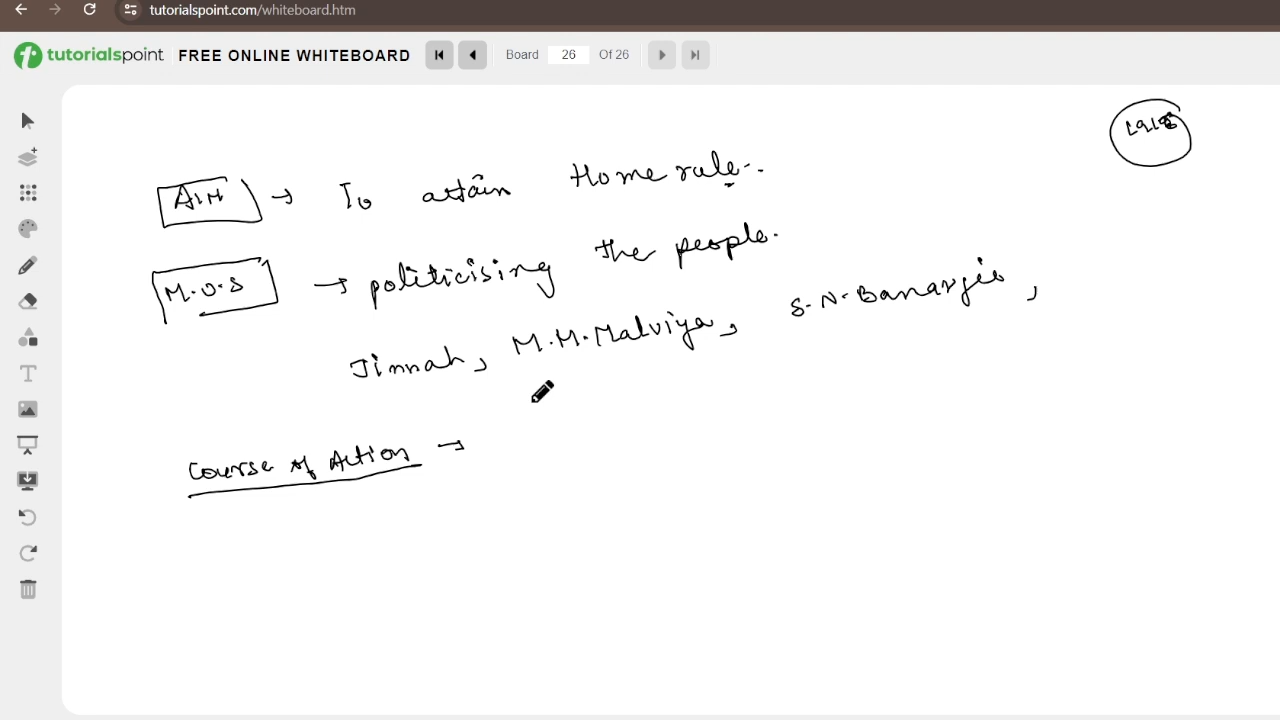 tutorialspoint.com/whiteboard.htm
tutorialspoint FREE ONLINE WHITEBOARD Board 26 Of 26
AIM → To attain Home rule.
M.O.S → politicising the people.
Jinnah, M.M.Malviya, S.N.Banarjee,
Course of Action →